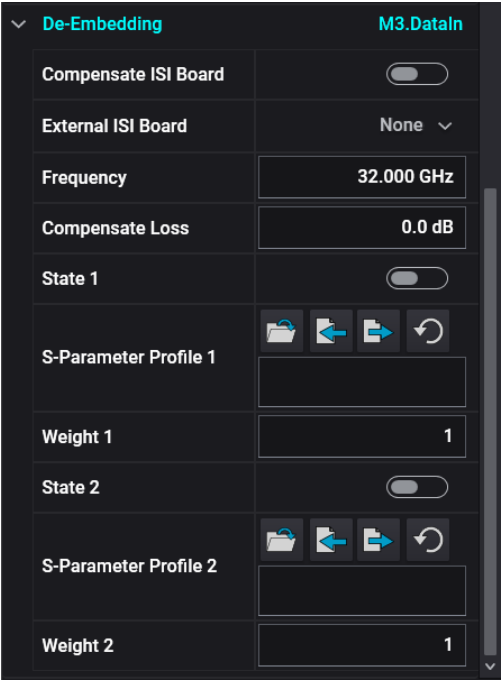 De-Embedding M3.DataIn
Compensate ISI Board
External ISI Board None
Frequency 32.000 GHz
Compensate Loss 0.0 dB
State 1
S-Parameter Profile 1
Weight 1 1
State 2
S-Parameter Profile 2
Weight 2 1